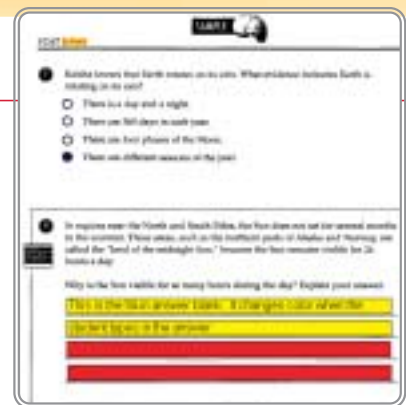 SAMPLE
Keisha knows that Earth rotates on its axis. What evidence indicates Earth is
rotating on its axis?
There is a day and a night.
There are 365 days in each year.
There are four phases of the Moon.
There are different seasons of the year.
In regions near the North and South Poles, the Sun does not set for several months
in the summer. These areas, such as the northern parts of Alaska and Norway, are
called the "land of the midnight Sun," because the Sun remains visible for 24
hours a day.
Why is the Sun visible for so many hours during the day? Explain your answer.
This is the blank answer It changes color when the
student types in the answer